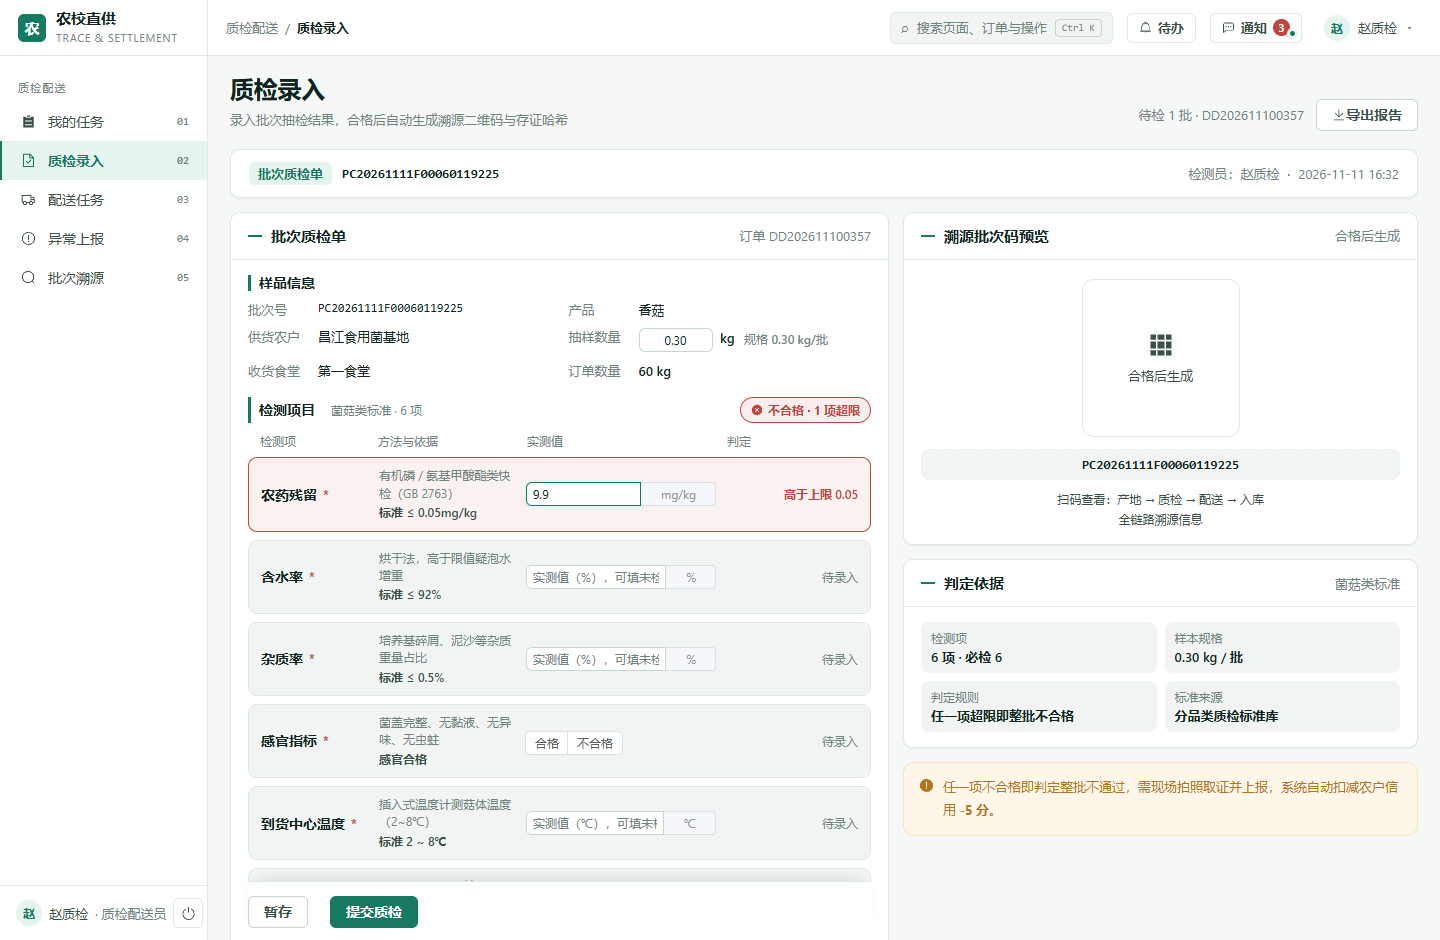 农
农校直供
TRACE & SETTLEMENT
质检配送
我的任务 01
质检录入 02
配送任务 03
异常上报 04
批次溯源 05
赵 赵质检 · 质检配送员
质检配送 / 质检录入
搜索页面、订单与操作 Ctrl K
待办
通知 3
赵 赵质检
质检录入
录入批次抽检结果，合格后自动生成溯源二维码与存证哈希
待检 1 批 · DD202611100357
导出报告
批次质检单 PC20261111F00060119225
检测员：赵质检 · 2026-11-11 16:32
批次质检单
订单 DD202611100357
样品信息
批次号 PC20261111F00060119225
产品 香菇
供货农户 昌江食用菌基地
抽样数量 0.30 kg 规格 0.30 kg/批
收货食堂 第一食堂
订单数量 60 kg
检测项目 菌菇类标准 · 6 项
不合格 · 1 项超限
检测项 方法与依据 实测值 判定
农药残留 *
有机磷 / 氨基甲酸酯类快
检（GB 2763）
标准 ≤ 0.05mg/kg
9.9 mg/kg
高于上限 0.05
含水率 *
烘干法，高于限值疑泡水
增重
标准 ≤ 92%
实测值（%），可填未检 %
待录入
杂质率 *
培养基碎屑、泥沙等杂质
重量占比
标准 ≤ 0.5%
实测值（%），可填未检 %
待录入
感官指标 *
菌盖完整、无黏液、无异
味、无虫蛀
感官合格
合格 不合格
待录入
到货中心温度 *
插入式温度计测菇体温度
（2~8℃）
标准 2 ~ 8℃
实测值（℃），可填未 ℃
待录入
暂存
提交质检
溯源批次码预览
合格后生成
合格后生成
PC20261111F00060119225
扫码查看：产地 → 质检 → 配送 → 入库
全链路溯源信息
判定依据
菌菇类标准
检测项
6 项 · 必检 6
样本规格
0.30 kg / 批
判定规则
任一项超限即整批不合格
标准来源
分品类质检标准库
任一项不合格即判定整批不通过，需现场拍照取证并上报，系统自动扣减农户信
用 -5 分。